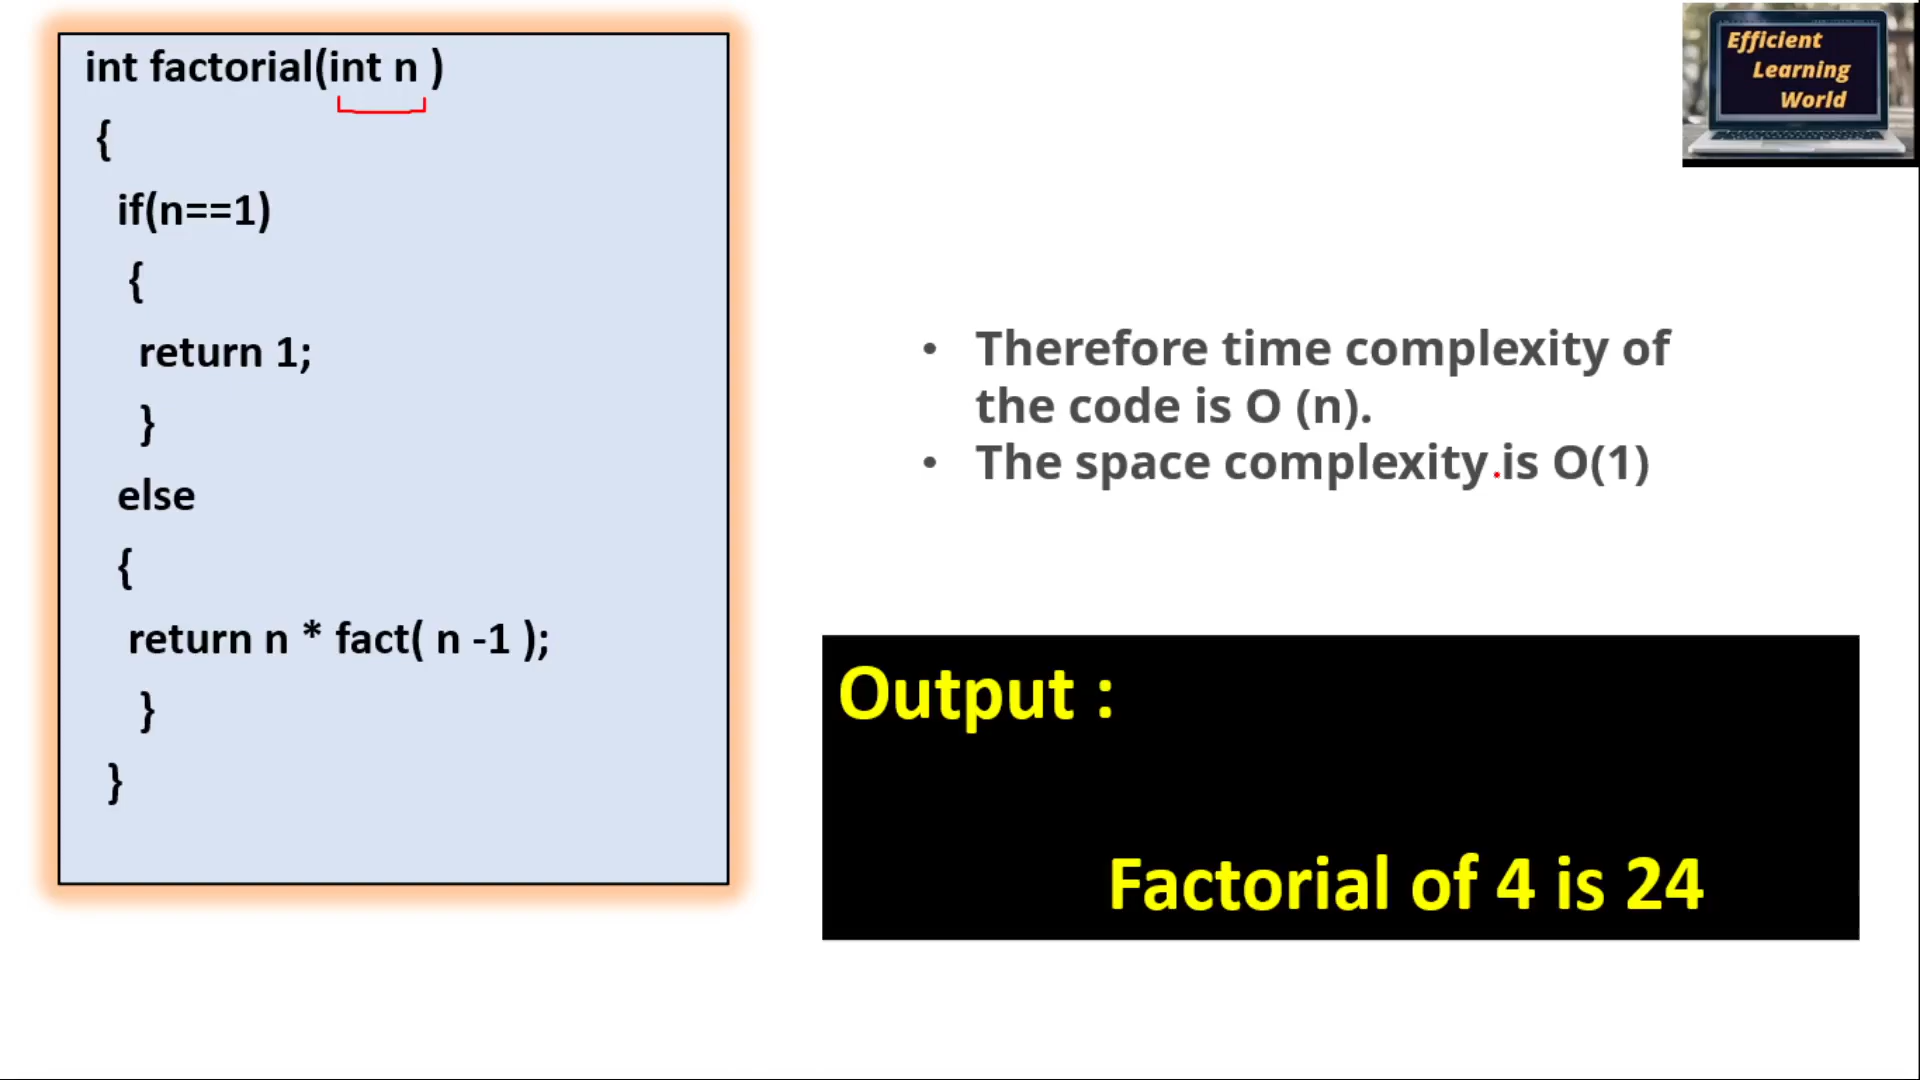 int factorial(int n )
{
if(n==1)
{
return 1;
}
else
{
return n * fact( n -1 );
}
}
Efficient
Learning
World
• Therefore time complexity of
the code is O (n).
• The space complexity is O(1)
Output :
Factorial of 4 is 24